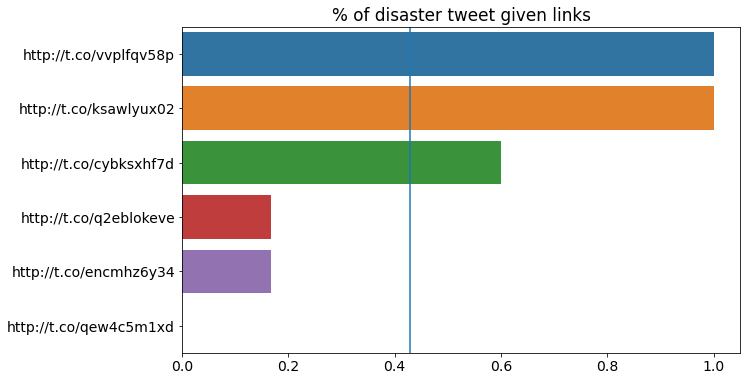 % of disaster tweet given links
http://t.co/vvplfqv58p
http://t.co/ksawlyux02
http://t.co/cybksxhf7d
http://t.co/q2eblokeve
http://t.co/encmhz6y34
http://t.co/qew4c5m1xd
0.0 0.2 0.4 0.6 0.8 1.0